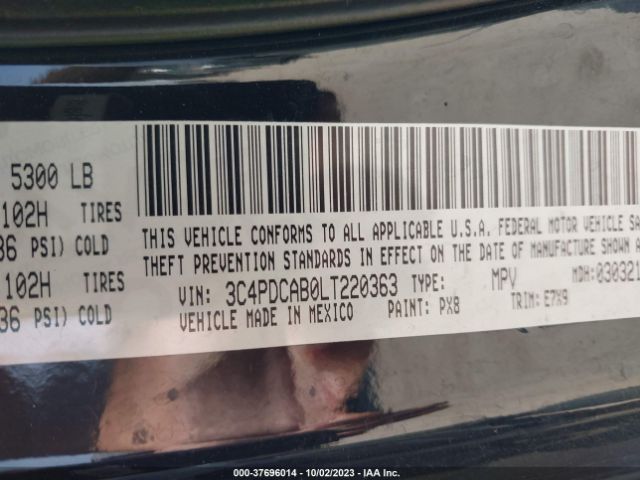 5300 LB
102H TIRES
36 PSI) COLD
102H TIRES
36 PSI) COLD
THIS VEHICLE CONFORMS TO ALL APPLICABLE U.S.A. FEDERAL MOTOR VEHICLE SA
THEFT PREVENTION STANDARDS IN EFFECT ON THE DATE OF MANUFACTURE SHOWN
VIN: 3C4PDCAB0LT220363 TYPE: MPV MDH: 030321
VEHICLE MADE IN MEXICO PAINT: PX8 TRIM: E7X9
000-37696014 - 10/02/2023 - IAA Inc.